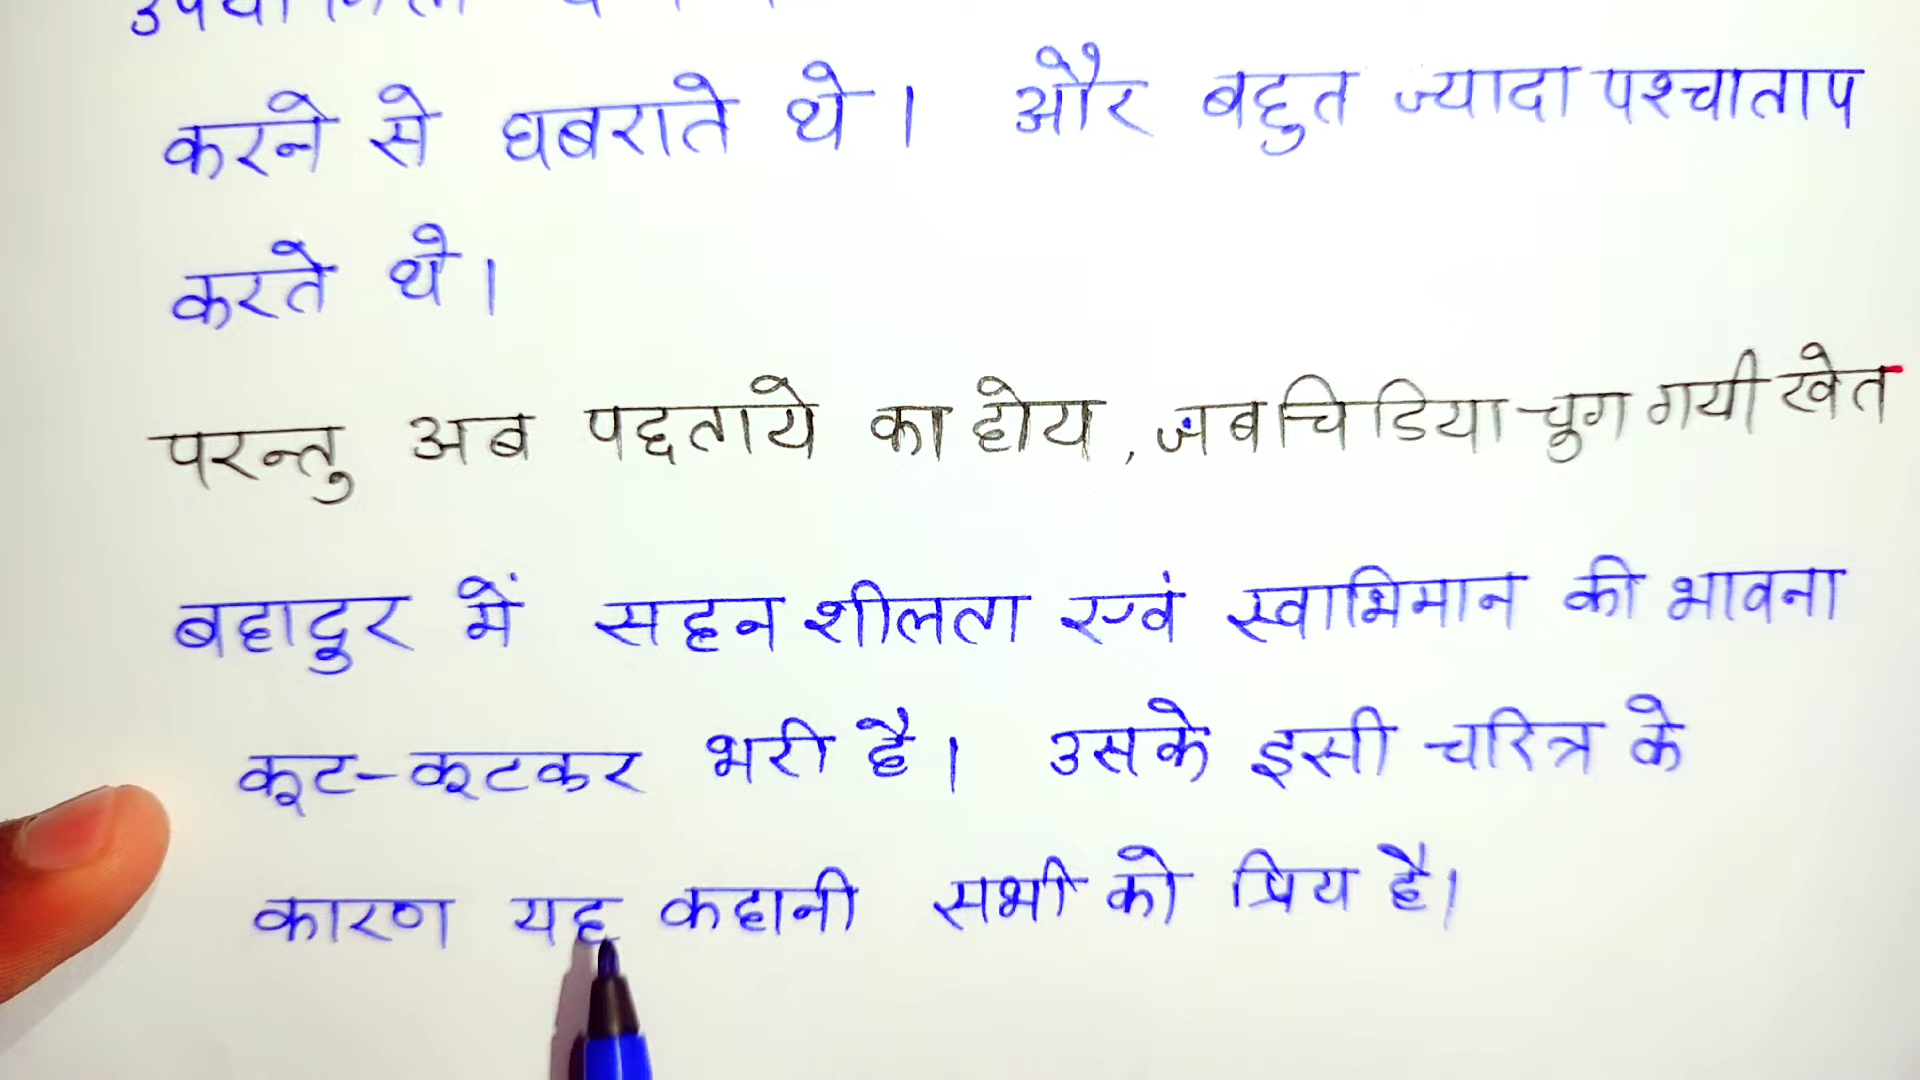 करने से घबराते थे। और बहुत ज्यादा पश्चाताप
करते थे।
परन्तु अब पछताये का होय, जब चिडिया चुग गयी खेत
बहादुर में सहनशीलता एवं स्वाभिमान की भावना
कूट-कूटकर भरी है। उसके इसी चरित्र के
कारण यह कहानी सभी को प्रिय है।